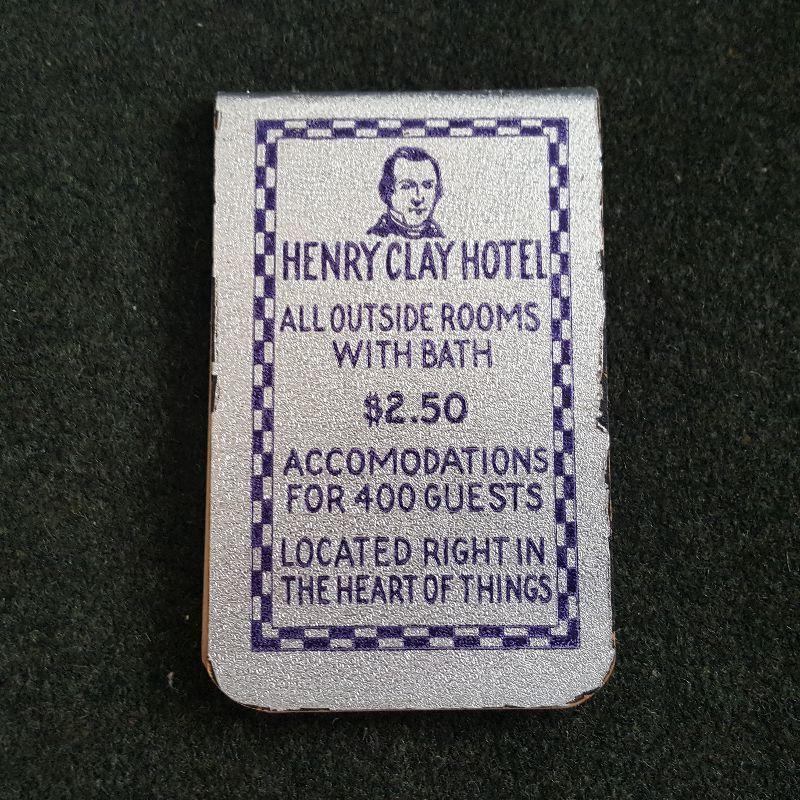 HENRY CLAY HOTEL
ALL OUTSIDE ROOMS
WITH BATH
$2.50
ACCOMODATIONS
FOR 400 GUESTS
LOCATED RIGHT IN
THE HEART OF THINGS